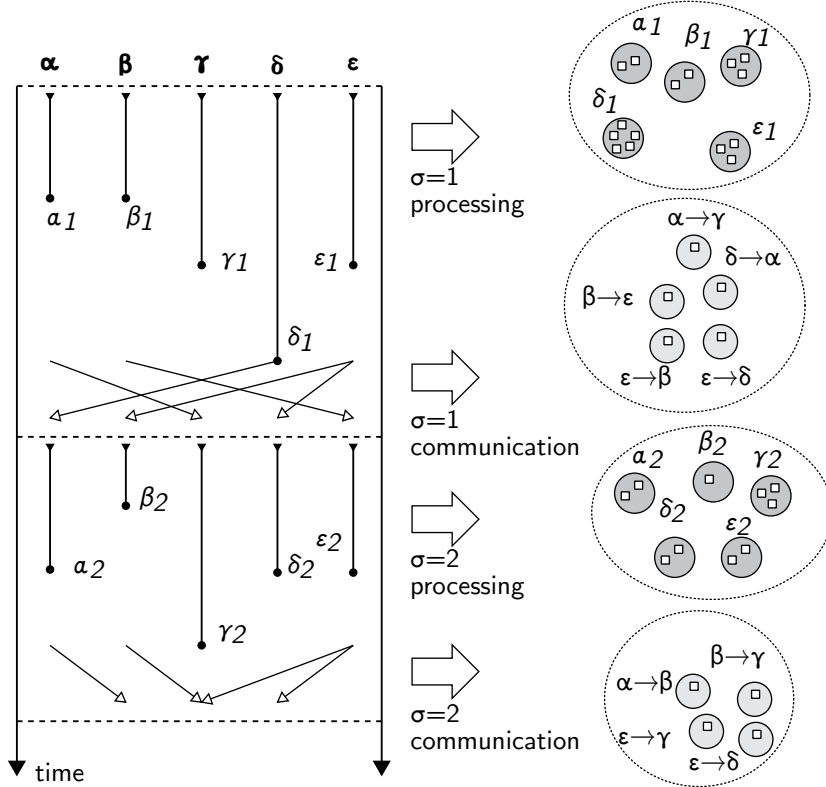 α β γ δ ε
α1
β1
γ1
ε1
δ1
β2
α2
δ2
ε2
γ2
time
σ=1
processing
σ=1
communication
σ=2
processing
σ=2
communication
α1
β1
γ1
δ1
ε1
α→γ
δ→α
β→ε
ε→β
ε→δ
α2
β2
γ2
δ2
ε2
β→γ
α→β
ε→γ
ε→δ